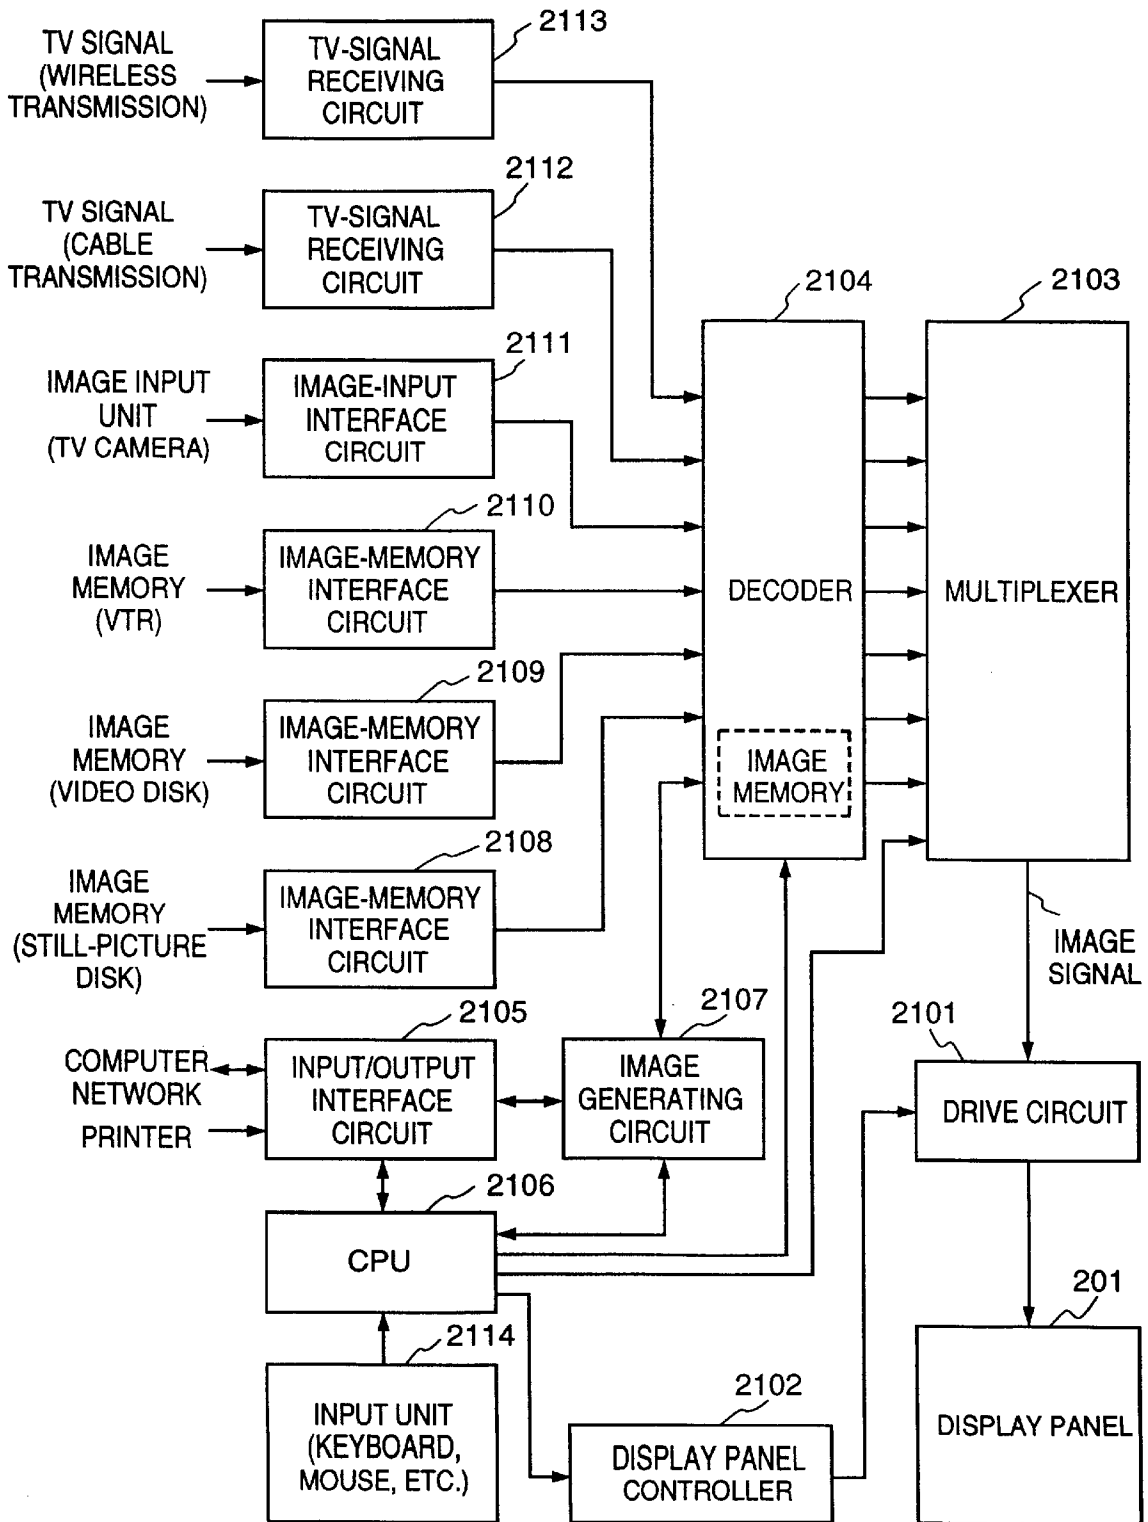 2113
TV SIGNAL
(WIRELESS
TRANSMISSION)
TV-SIGNAL
RECEIVING
CIRCUIT
2112
TV SIGNAL
(CABLE
TRANSMISSION)
TV-SIGNAL
RECEIVING
CIRCUIT
2104
2103
2111
IMAGE INPUT
UNIT
(TV CAMERA)
IMAGE-INPUT
INTERFACE
CIRCUIT
2110
IMAGE
MEMORY
(VTR)
IMAGE-MEMORY
INTERFACE
CIRCUIT
DECODER
MULTIPLEXER
2109
IMAGE
MEMORY
(VIDEO DISK)
IMAGE-MEMORY
INTERFACE
CIRCUIT
IMAGE
MEMORY
2108
IMAGE
MEMORY
(STILL-PICTURE
DISK)
IMAGE-MEMORY
INTERFACE
CIRCUIT
IMAGE
SIGNAL
2105
2107
2101
COMPUTER
NETWORK
PRINTER
INPUT/OUTPUT
INTERFACE
CIRCUIT
IMAGE
GENERATING
CIRCUIT
DRIVE CIRCUIT
2106
CPU
201
2114
INPUT UNIT
(KEYBOARD,
MOUSE, ETC.)
2102
DISPLAY PANEL
CONTROLLER
DISPLAY PANEL